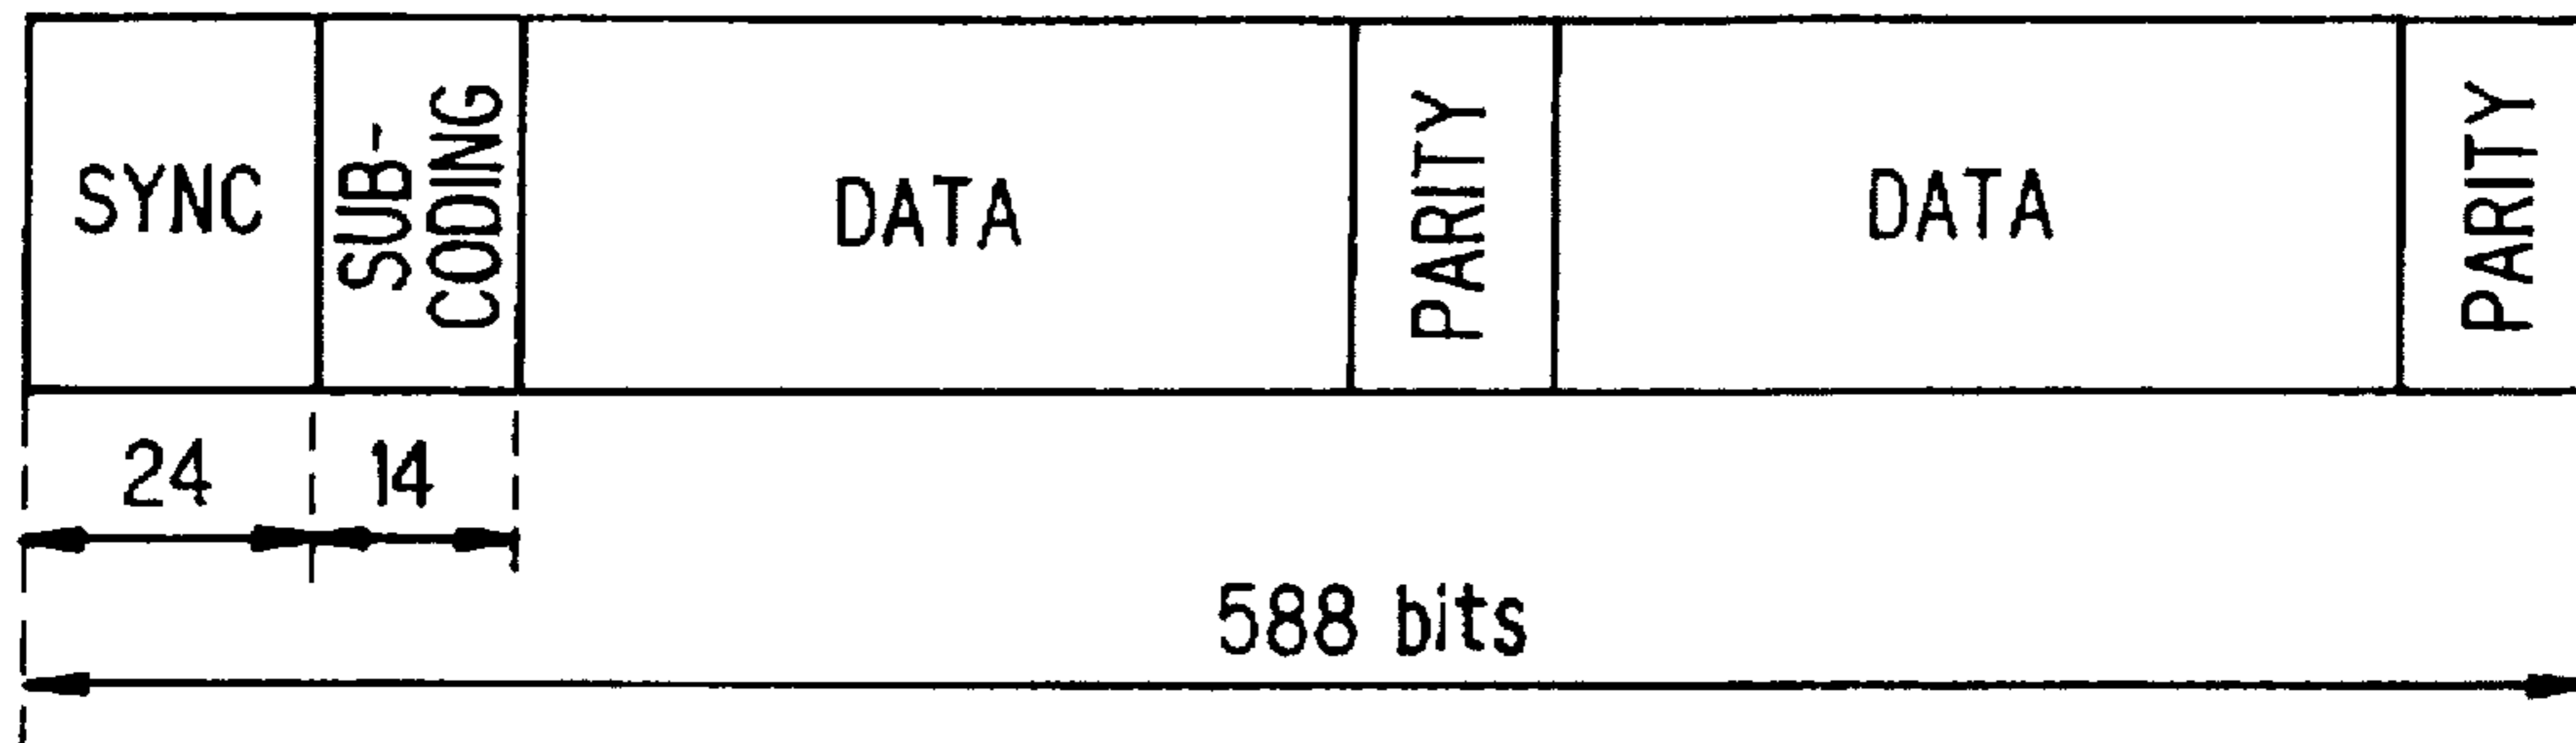 SYNC
SUB-
CODING
DATA
PARITY
DATA
PARITY
24
14
588 bits